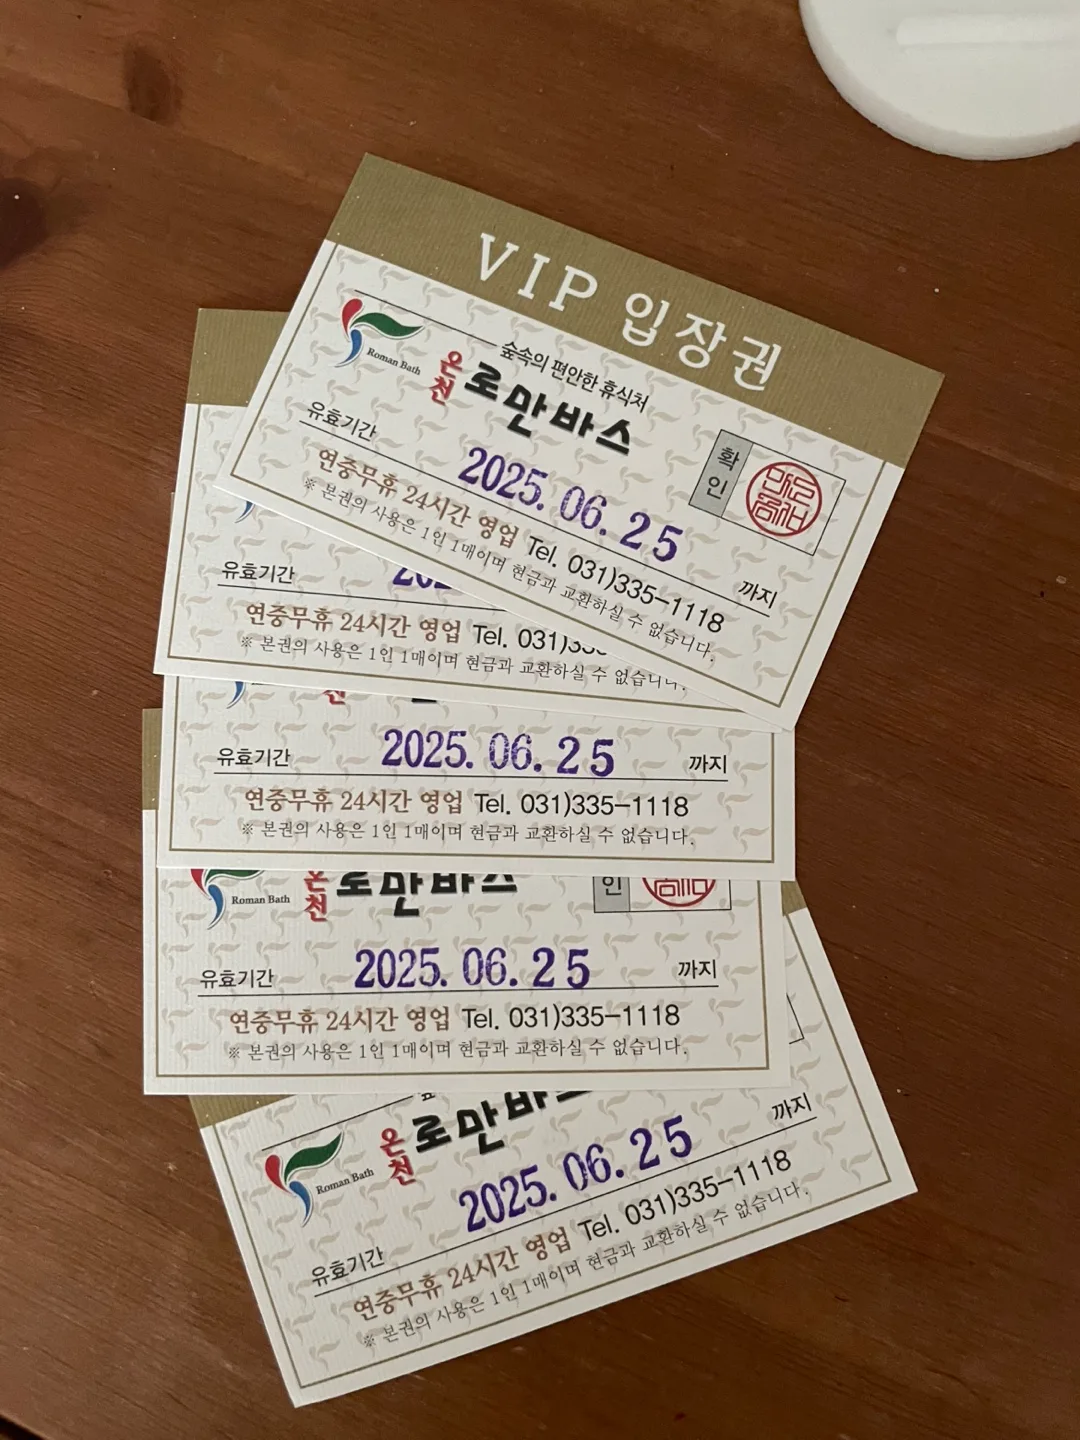 VIP 입장권
숲속의 편안한 휴식처
Roman Bath
온천 로만바스
확인
유효기간 2025. 06. 25 까지
연중무휴 24시간 영업 Tel. 031)335-1118
※ 본권의 사용은 1인 1매이며 현금과 교환하실 수 없습니다.
유효기간
연중무휴 24시간 영업 Tel. 031)
※ 본권의 사용은 1인 1매이며 현금과 교환하실 수 없습니다.
천
유효기간 2025. 06. 25 까지
연중무휴 24시간 영업 Tel. 031)335-1118
※ 본권의 사용은 1인 1매이며 현금과 교환하실 수 없습니다.
Roman Bath
온천 로만바스
인
유효기간 2025. 06. 25 까지
연중무휴 24시간 영업 Tel. 031)335-1118
※ 본권의 사용은 1인 1매이며 현금과 교환하실 수 없습니다.
Roman Bath
온천 로만바스
유효기간 2025. 06. 25 까지
연중무휴 24시간 영업 Tel. 031)335-1118
※ 본권의 사용은 1인 1매이며 현금과 교환하실 수 없습니다.